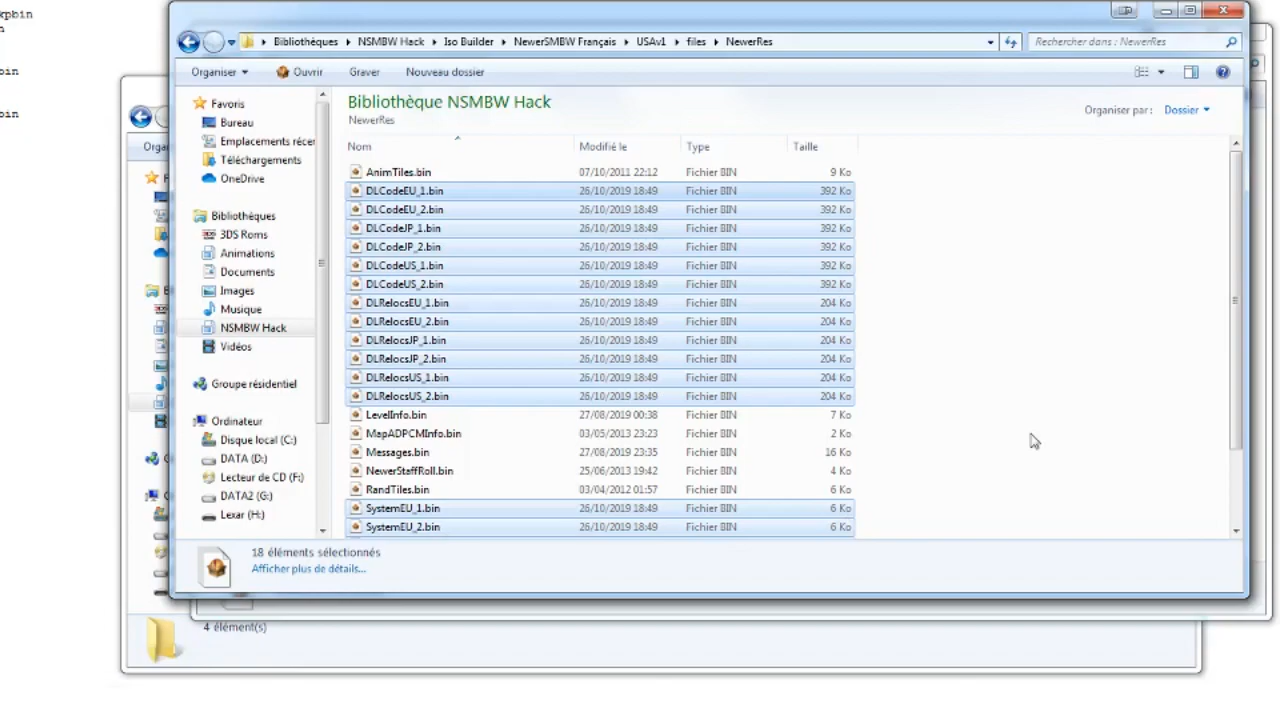 kpbin
n
bin
bin
Bibliothèques NSMBW Hack Iso Builder NewerSMBW Français USAv1 files NewerRes
Rechercher dans : NewerRes
Organiser Ouvrir Graver Nouveau dossier
Bibliothèque NSMBW Hack
NewerRes
Organiser par : Dossier
Favoris
Bureau
Emplacements récer
Téléchargements
OneDrive
Bibliothèques
3DS Roms
Animations
Documents
Images
Musique
NSMBW Hack
Vidéos
Groupe résidentiel
Ordinateur
Disque local (C:)
DATA (D:)
Lecteur de CD (F:)
DATA2 (G:)
Lexar (H:)
Nom Modifié le Type Taille
AnimTiles.bin 07/10/2011 22:12 Fichier BIN 9 Ko
DLCodeEU_1.bin 26/10/2019 18:49 Fichier BIN 392 Ko
DLCodeEU_2.bin 26/10/2019 18:49 Fichier BIN 392 Ko
DLCodeJP_1.bin 26/10/2019 18:49 Fichier BIN 392 Ko
DLCodeJP_2.bin 26/10/2019 18:49 Fichier BIN 392 Ko
DLCodeUS_1.bin 26/10/2019 18:49 Fichier BIN 392 Ko
DLCodeUS_2.bin 26/10/2019 18:49 Fichier BIN 392 Ko
DLRelocsEU_1.bin 26/10/2019 18:49 Fichier BIN 204 Ko
DLRelocsEU_2.bin 26/10/2019 18:49 Fichier BIN 204 Ko
DLRelocsJP_1.bin 26/10/2019 18:49 Fichier BIN 204 Ko
DLRelocsJP_2.bin 26/10/2019 18:49 Fichier BIN 204 Ko
DLRelocsUS_1.bin 26/10/2019 18:49 Fichier BIN 204 Ko
DLRelocsUS_2.bin 26/10/2019 18:49 Fichier BIN 204 Ko
LevelInfo.bin 27/08/2019 00:38 Fichier BIN 7 Ko
MapADPCMInfo.bin 03/05/2013 23:23 Fichier BIN 2 Ko
Messages.bin 27/08/2019 23:35 Fichier BIN 16 Ko
NewerStaffRoll.bin 25/06/2013 19:42 Fichier BIN 4 Ko
RandTiles.bin 03/04/2012 01:57 Fichier BIN 6 Ko
SystemEU_1.bin 26/10/2019 18:49 Fichier BIN 6 Ko
SystemEU_2.bin 26/10/2019 18:49 Fichier BIN 6 Ko
18 éléments sélectionnés
Afficher plus de détails...
Orga
4 élément(s)